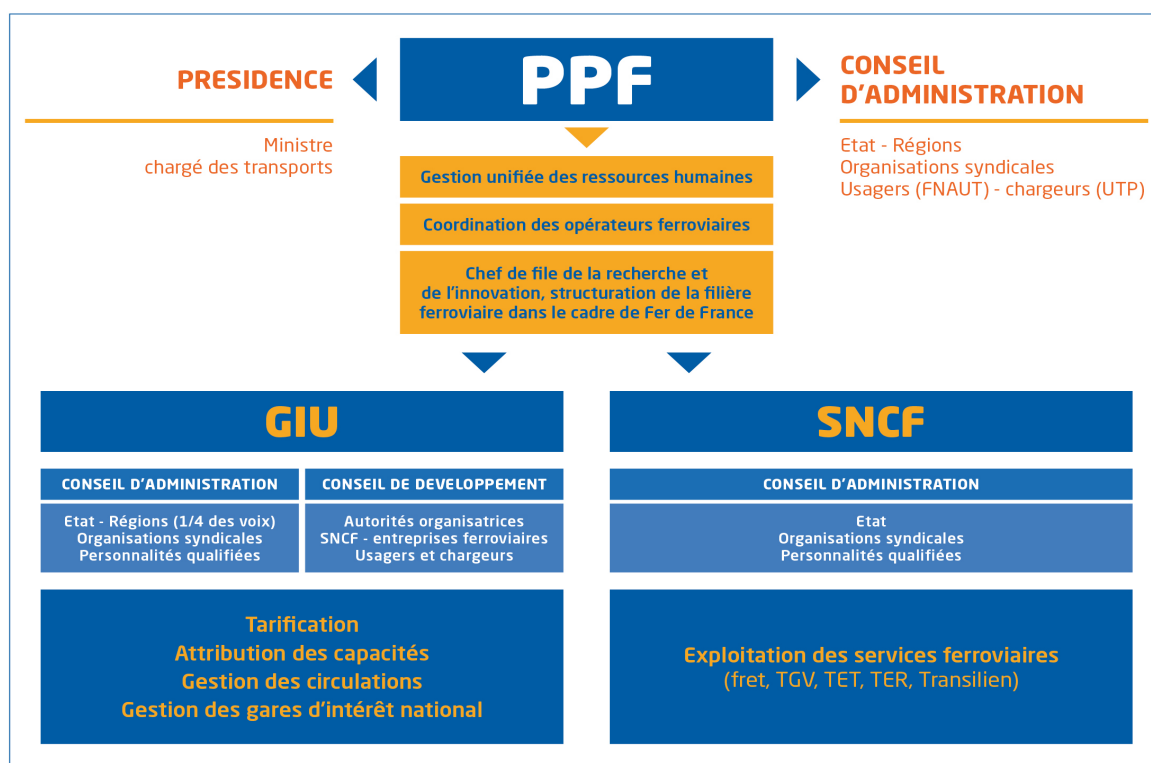 PPF
PRESIDENCE
Ministre
chargé des transports
CONSEIL
D'ADMINISTRATION
Etat - Régions
Organisations syndicales
Usagers (FNAUT) - chargeurs (UTP)
Gestion unifiée des ressources humaines
Coordination des opérateurs ferroviaires
Chef de file de la recherche et
de l'innovation, structuration de la filière
ferroviaire dans le cadre de Fer de France
GIU
CONSEIL D'ADMINISTRATION
Etat - Régions (1/4 des voix)
Organisations syndicales
Personnalités qualifiées
CONSEIL DE DEVELOPPEMENT
Autorités organisatrices
SNCF - entreprises ferroviaires
Usagers et chargeurs
Tarification
Attribution des capacités
Gestion des circulations
Gestion des gares d'intérêt national
SNCF
CONSEIL D'ADMINISTRATION
Etat
Organisations syndicales
Personnalités qualifiées
Exploitation des services ferroviaires
(fret, TGV, TET, TER, Transilien)